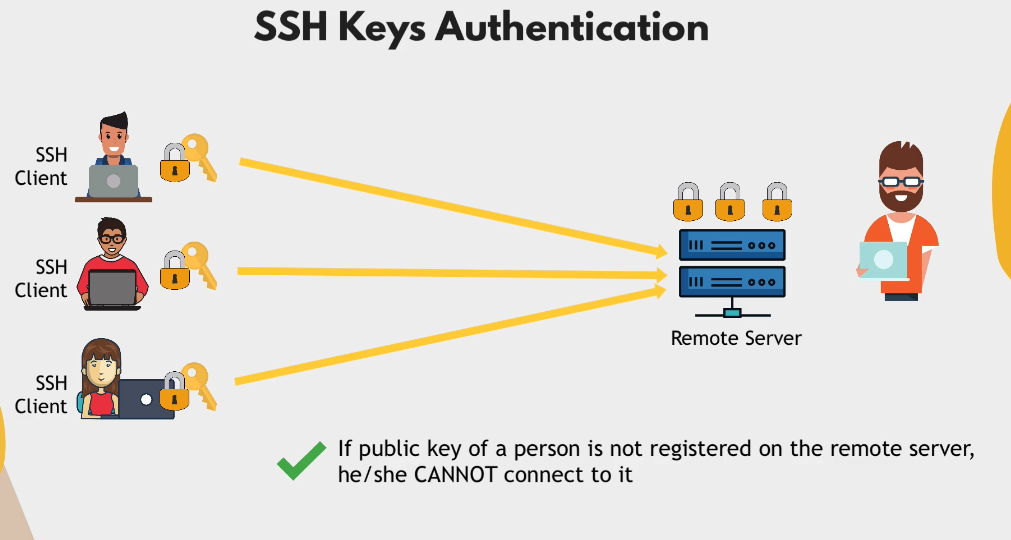 SSH Keys Authentication
SSH
Client
SSH
Client
SSH
Client
Remote Server
If public key of a person is not registered on the remote server,
he/she CANNOT connect to it